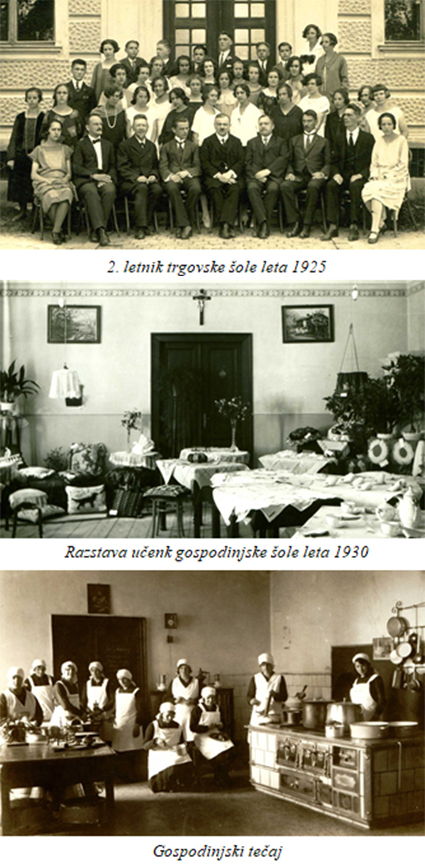 2. letnik trgovske šole leta 1925
Razstava učenk gospodinjske šole leta 1930
Gospodinjski tečaj